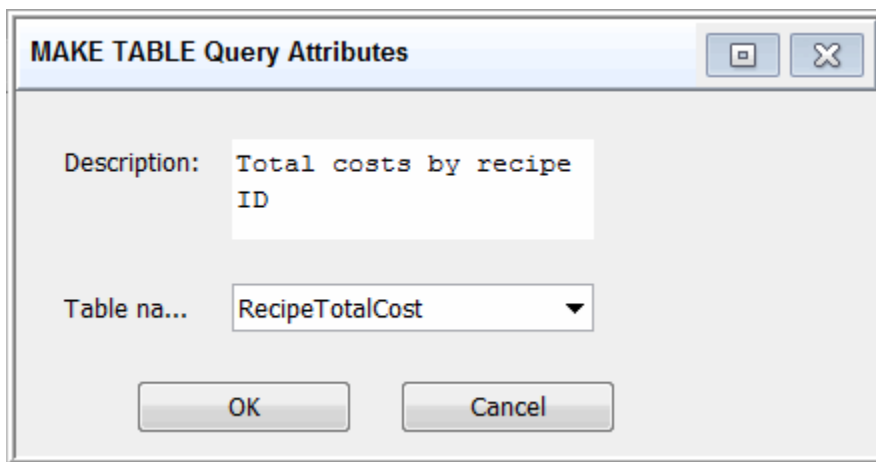 MAKE TABLE Query Attributes
Description: Total costs by recipe
ID
Table na... RecipeTotalCost
OK Cancel